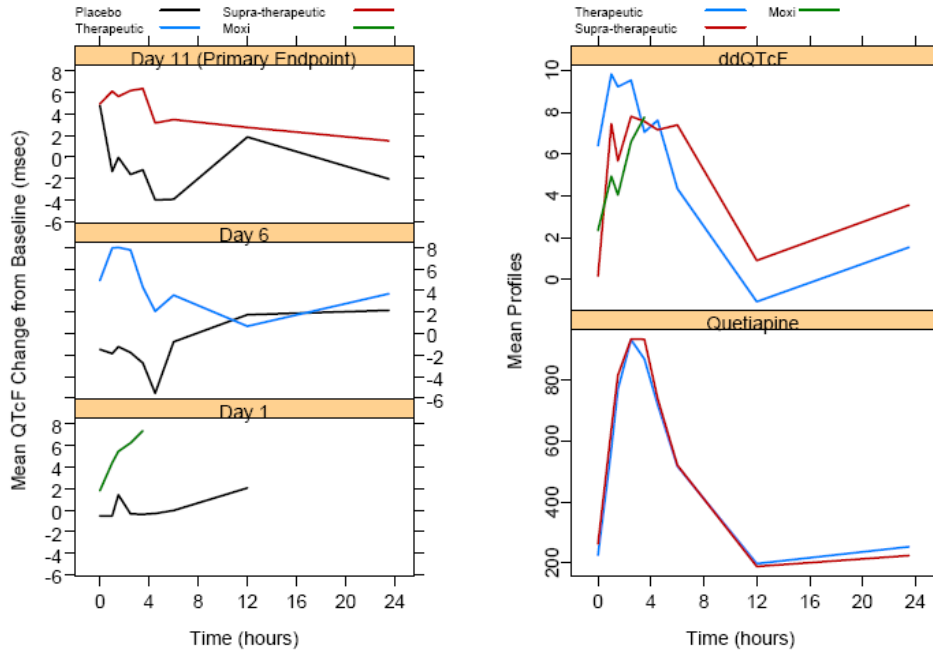 Placebo Supra-therapeutic
Therapeutic Moxi
Day 11 (Primary Endpoint)
8
6
4
2
0
-2
-4
-6
Day 6
8
6
4
2
0
-2
-4
-6
Day 1
8
6
4
2
0
-2
-4
-6
0 4 8 12 16 20 24
Time (hours)
Mean QTcF Change from Baseline (msec)
Therapeutic Moxi
Supra-therapeutic
ddQTcF
10
8
6
4
2
0
Quetiapine
800
600
400
200
0 4 8 12 16 20 24
Time (hours)
Mean Profiles